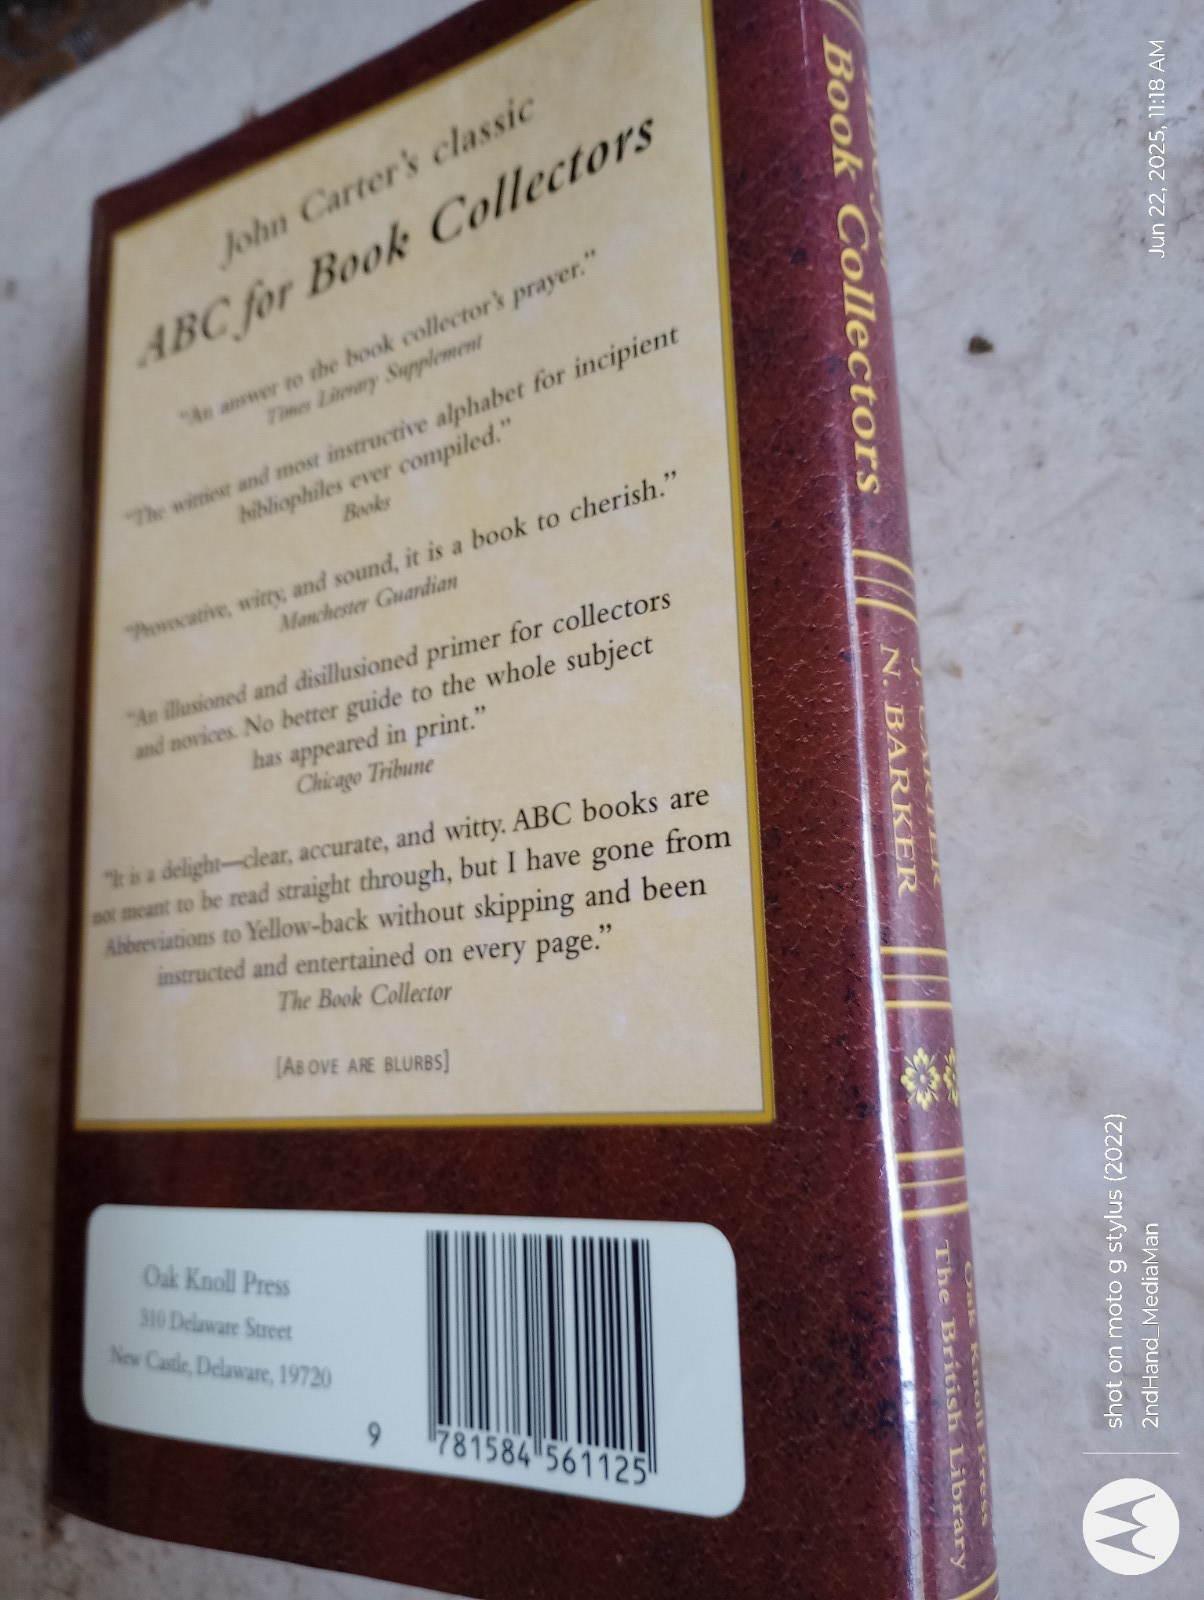 John Carter's classic
ABC for Book Collectors
"An answer to the book collector's prayer."
Times Literary Supplement
"The wittiest and most instructive alphabet for incipient
bibliophiles ever compiled."
Books
"Provocative, witty, and sound, it is a book to cherish."
Manchester Guardian
"An illusioned and disillusioned primer for collectors
and novices. No better guide to the whole subject
has appeared in print."
Chicago Tribune
"It is a delight—clear, accurate, and witty. ABC books are
not meant to be read straight through, but I have gone from
Abbreviations to Yellow-back without skipping and been
instructed and entertained on every page."
The Book Collector
[ABOVE ARE BLURBS]
Oak Knoll Press
310 Delaware Street
New Castle, Delaware, 19720
9 781584 561125
ABC for
Book Collectors
J. CARTER
N. BARKER
Oak Knoll Press
The British Library
Jun 22, 2025, 11:18 AM
shot on moto g stylus (2022)
2ndHand_MediaMan